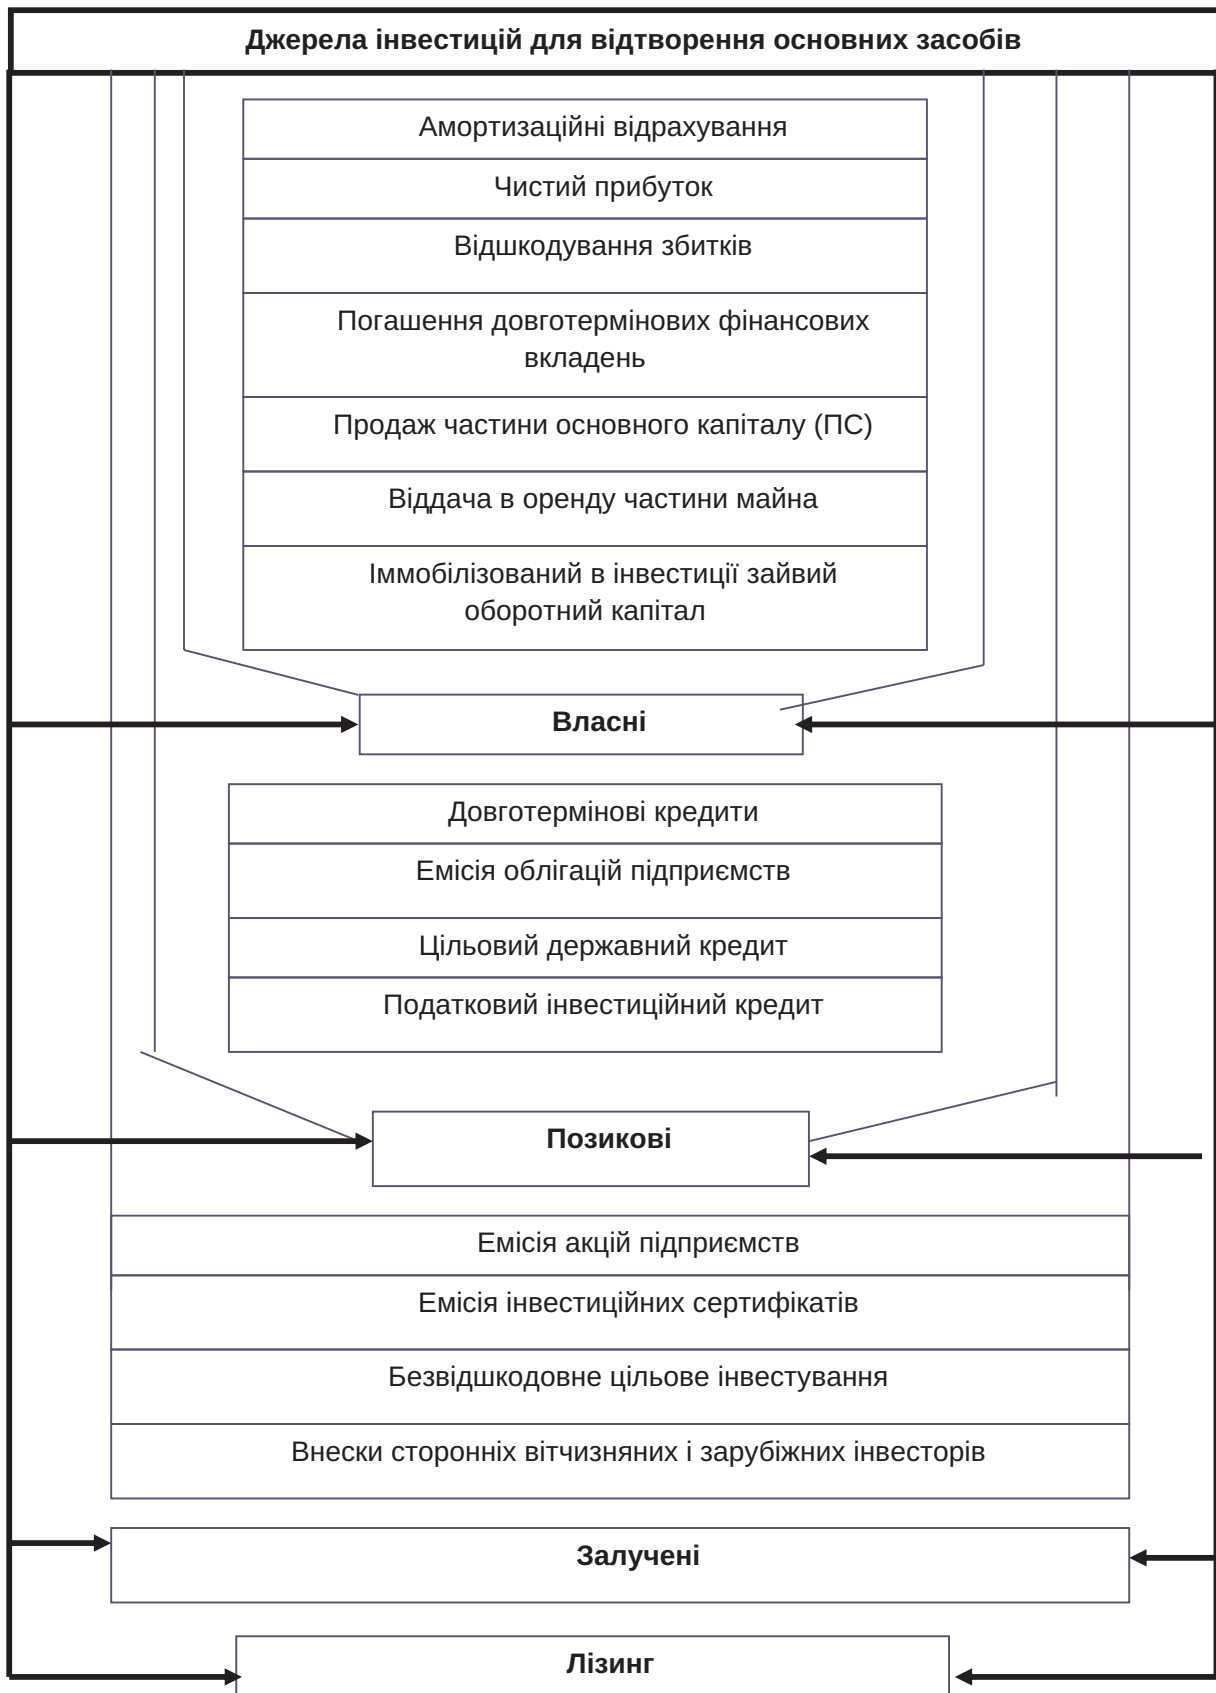 Джерела інвестицій для відтворення основних засобів
Амортизаційні відрахування
Чистий прибуток
Відшкодування збитків
Погашення довготермінових фінансових
вкладень
Продаж частини основного капіталу (ПС)
Віддача в оренду частини майна
Іммобілізований в інвестиції зайвий
оборотний капітал
Власні
Довготермінові кредити
Емісія облігацій підприємств
Цільовий державний кредит
Податковий інвестиційний кредит
Позикові
Емісія акцій підприємств
Емісія інвестиційних сертифікатів
Безвідшкодовне цільове інвестування
Внески сторонніх вітчизняних і зарубіжних інвесторів
Залучені
Лізинг